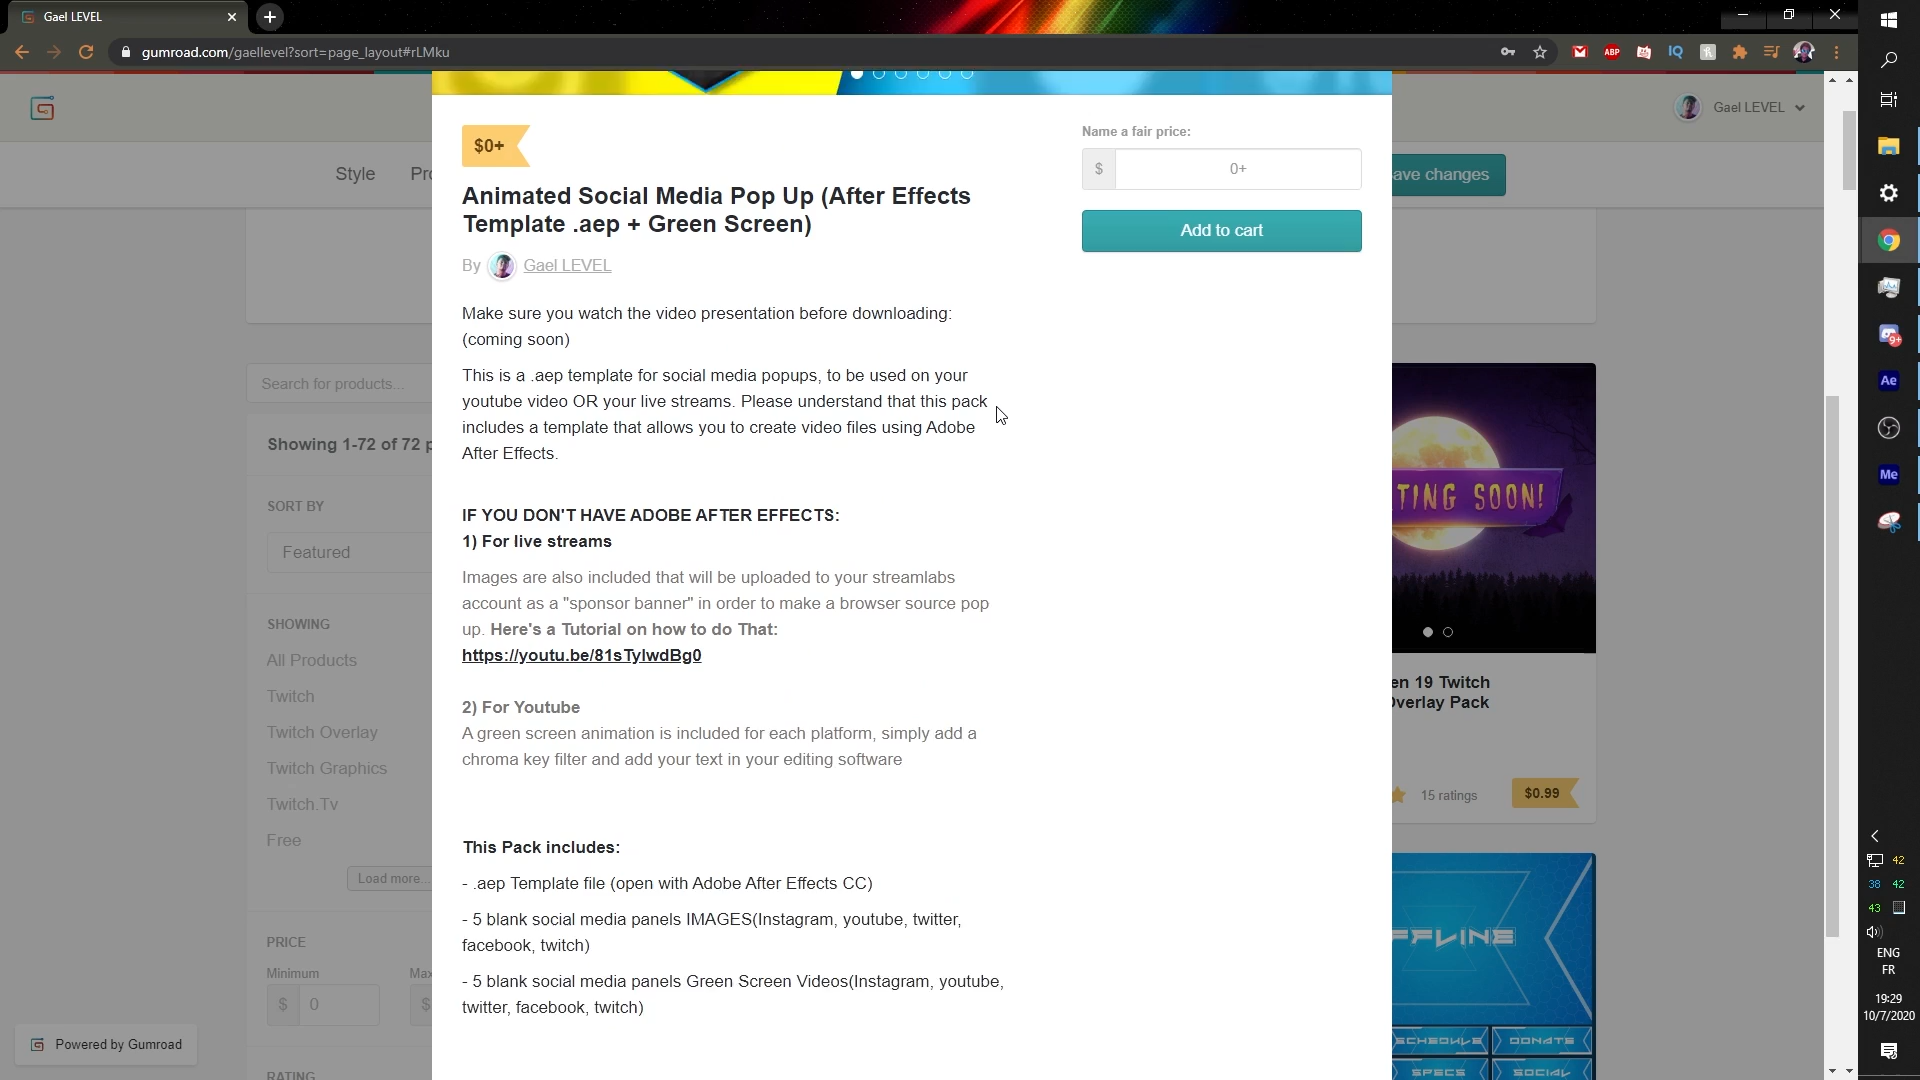 Gael LEVEL
gumroad.com/gaellevel?sort=page_layout#rLMku
ABP
IQ
Gael LEVEL
Style
Pro
ave changes
$0+
Name a fair price:
$ 0+
Add to cart
Animated Social Media Pop Up (After Effects
Template .aep + Green Screen)
By Gael LEVEL
Make sure you watch the video presentation before downloading:
(coming soon)
This is a .aep template for social media popups, to be used on your
youtube video OR your live streams. Please understand that this pack
includes a template that allows you to create video files using Adobe
After Effects.
IF YOU DON'T HAVE ADOBE AFTER EFFECTS:
1) For live streams
Images are also included that will be uploaded to your streamlabs
account as a "sponsor banner" in order to make a browser source pop
up. Here's a Tutorial on how to do That:
https://youtu.be/81sTylwdBg0
2) For Youtube
A green screen animation is included for each platform, simply add a
chroma key filter and add your text in your editing software
This Pack includes:
- .aep Template file (open with Adobe After Effects CC)
- 5 blank social media panels IMAGES(Instagram, youtube, twitter,
facebook, twitch)
- 5 blank social media panels Green Screen Videos(Instagram, youtube,
twitter, facebook, twitch)
Search for products...
Showing 1-72 of 72 p
SORT BY
Featured
SHOWING
All Products
Twitch
Twitch Overlay
Twitch Graphics
Twitch.Tv
Free
Load more...
PRICE
Minimum
Max
$ 0
$
RATING
Powered by Gumroad
TING SOON!
en 19 Twitch
Overlay Pack
15 ratings
$0.99
FFLINE
SCHEDULE
DONATE
SPECS
SOCIAL
9+
Ae
Me
42
38 42
43
ENG
FR
19:29
10/7/2020